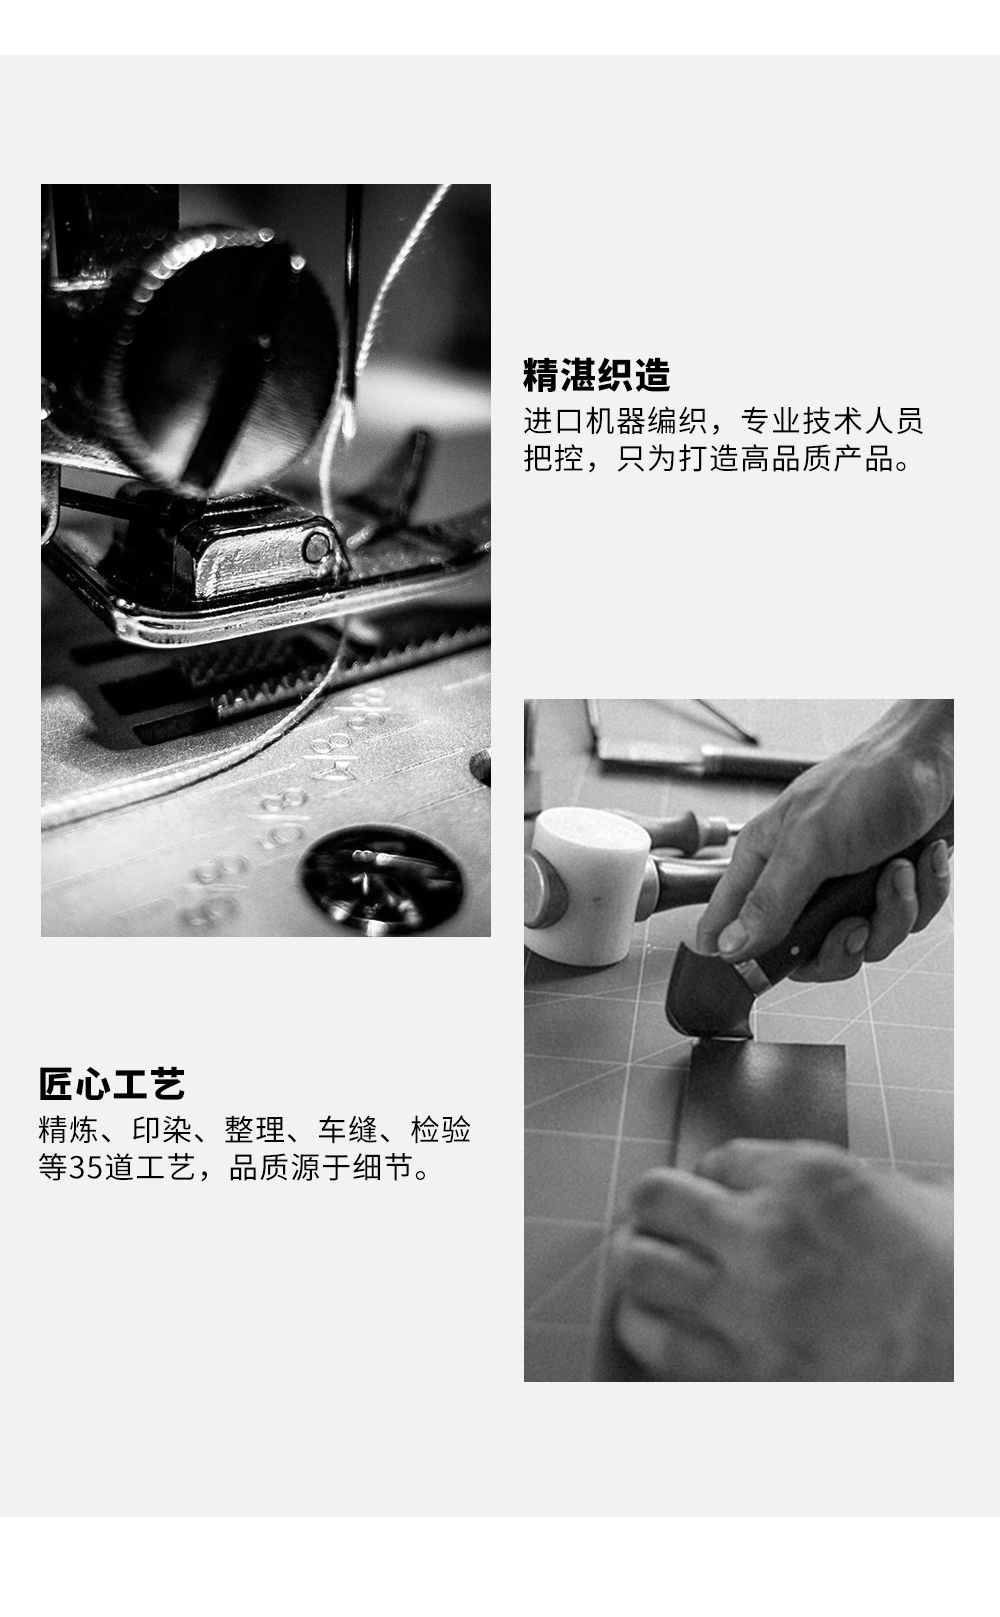 精湛织造
进口机器编织，专业技术人员
把控，只为打造高品质产品。
匠心工艺
精炼、印染、整理、车缝、检验
等35道工艺，品质源于细节。